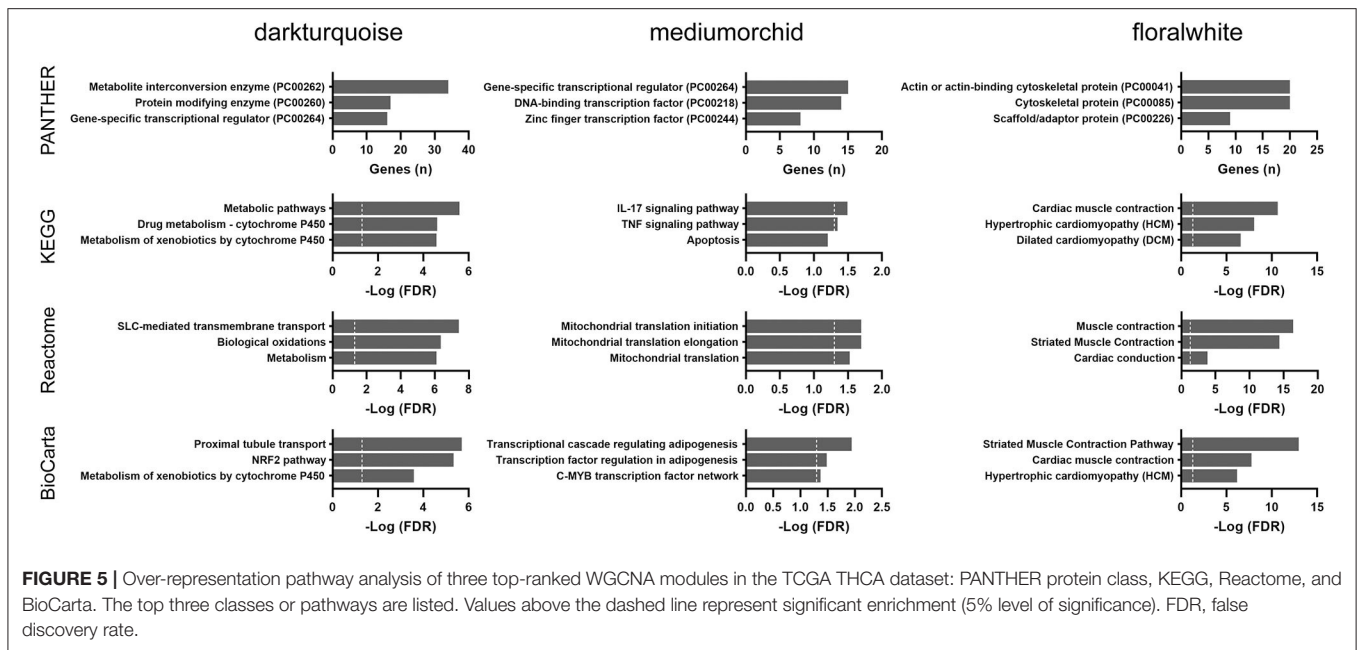 darkturquoise
mediumorchid
floralwhite
PANTHER
Metabolite interconversion enzyme (PC00262)
Protein modifying enzyme (PC00260)
Gene-specific transcriptional regulator (PC00264)
0 10 20 30 40
Genes (n)
Gene-specific transcriptional regulator (PC00264)
DNA-binding transcription factor (PC00218)
Zinc finger transcription factor (PC00244)
0 5 10 15 20
Genes (n)
Actin or actin-binding cytoskeletal protein (PC00041)
Cytoskeletal protein (PC00085)
Scaffold/adaptor protein (PC00226)
0 5 10 15 20 25
Genes (n)
KEGG
Metabolic pathways
Drug metabolism - cytochrome P450
Metabolism of xenobiotics by cytochrome P450
0 2 4 6
-Log (FDR)
IL-17 signaling pathway
TNF signaling pathway
Apoptosis
0.0 0.5 1.0 1.5 2.0
-Log (FDR)
Cardiac muscle contraction
Hypertrophic cardiomyopathy (HCM)
Dilated cardiomyopathy (DCM)
0 5 10 15
-Log (FDR)
Reactome
SLC-mediated transmembrane transport
Biological oxidations
Metabolism
0 2 4 6 8
-Log (FDR)
Mitochondrial translation initiation
Mitochondrial translation elongation
Mitochondrial translation
0.0 0.5 1.0 1.5 2.0
-Log (FDR)
Muscle contraction
Striated Muscle Contraction
Cardiac conduction
0 5 10 15 20
-Log (FDR)
BioCarta
Proximal tubule transport
NRF2 pathway
Metabolism of xenobiotics by cytochrome P450
0 2 4 6
-Log (FDR)
Transcriptional cascade regulating adipogenesis
Transcription factor regulation in adipogenesis
C-MYB transcription factor network
0.0 0.5 1.0 1.5 2.0 2.5
-Log (FDR)
Striated Muscle Contraction Pathway
Cardiac muscle contraction
Hypertrophic cardiomyopathy (HCM)
0 5 10 15
-Log (FDR)
FIGURE 5 | Over-representation pathway analysis of three top-ranked WGCNA modules in the TCGA THCA dataset: PANTHER protein class, KEGG, Reactome, and
BioCarta. The top three classes or pathways are listed. Values above the dashed line represent significant enrichment (5% level of significance). FDR, false
discovery rate.